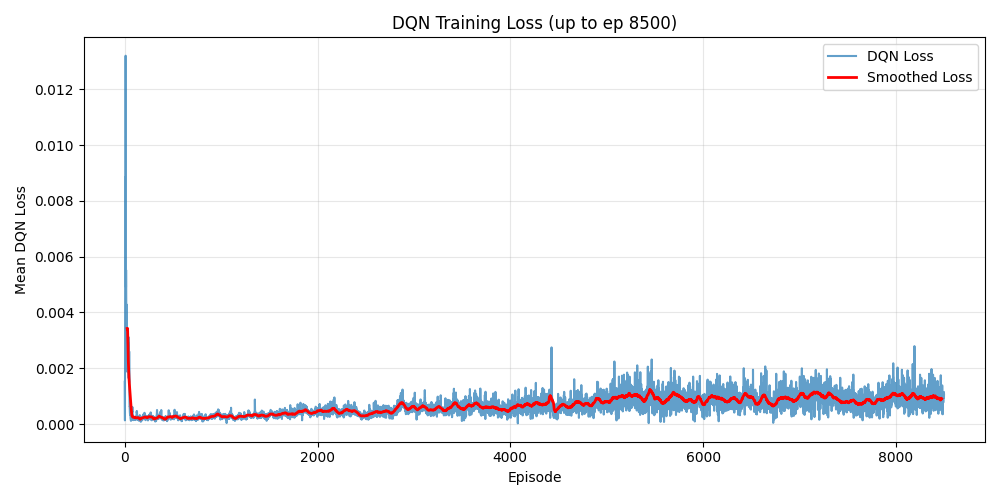 DQN Training Loss (up to ep 8500)
DQN Loss
Smoothed Loss
Mean DQN Loss
0.012
0.010
0.008
0.006
0.004
0.002
0.000
0
2000
4000
6000
8000
Episode